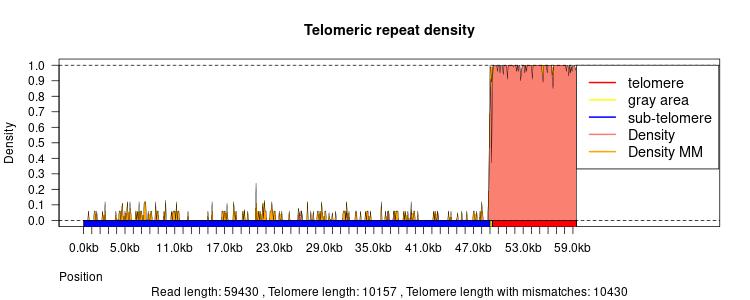 Telomeric repeat density
1.0
0.9
0.8
0.7
0.6
0.5
0.4
0.3
0.2
0.1
0.0
Density
telomere
gray area
sub-telomere
Density
Density MM
0.0kb 5.0kb 11.0kb 17.0kb 23.0kb 29.0kb 35.0kb 41.0kb 47.0kb 53.0kb 59.0kb
Position
Read length: 59430 , Telomere length: 10157 , Telomere length with mismatches: 10430